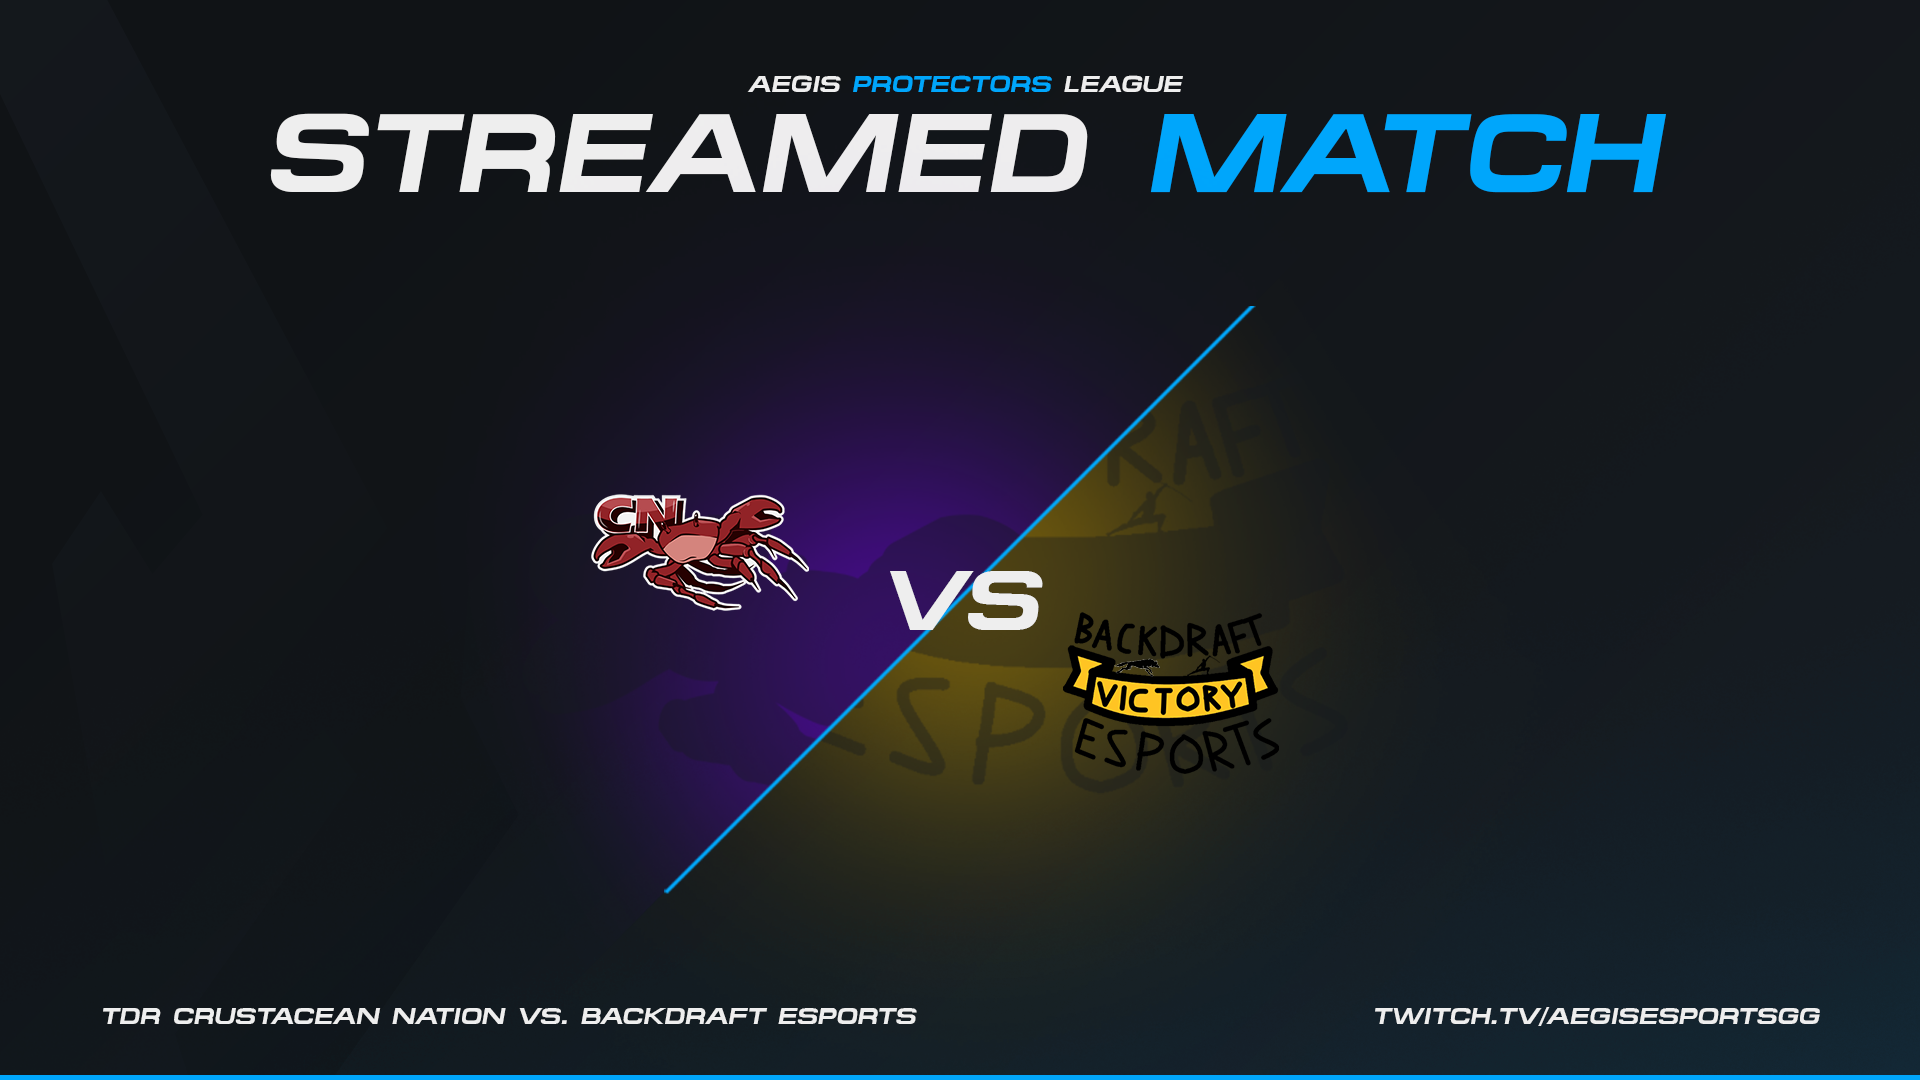 AEGIS PROTECTORS LEAGUE
STREAMED MATCH
CN
VS
BACKDRAFT
VICTORY
ESPORTS
TDR CRUSTACEAN NATION VS. BACKDRAFT ESPORTS
TWITCH.TV/AEGISESPORTSGG